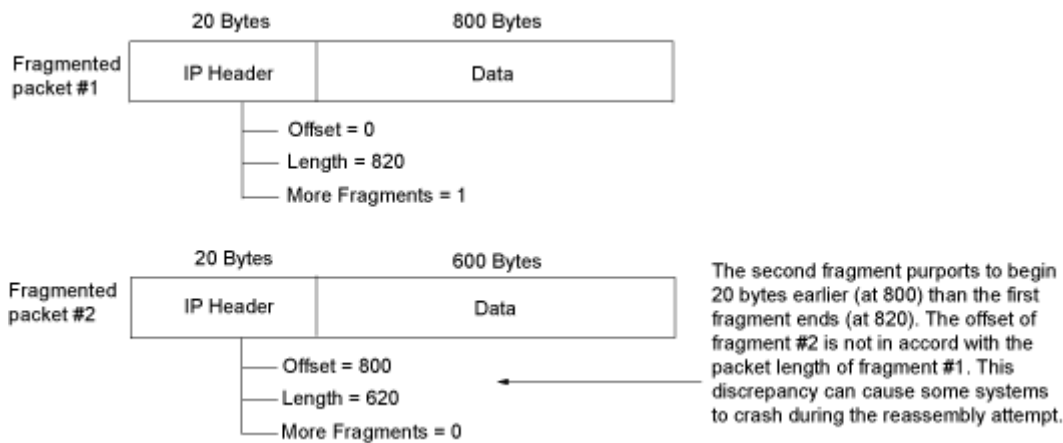 20 Bytes 800 Bytes
Fragmented
packet #1
IP Header Data
Offset = 0
Length = 820
More Fragments = 1
20 Bytes 600 Bytes
Fragmented
packet #2
IP Header Data
Offset = 800
Length = 620
More Fragments = 0
The second fragment purports to begin
20 bytes earlier (at 800) than the first
fragment ends (at 820). The offset of
fragment #2 is not in accord with the
packet length of fragment #1. This
discrepancy can cause some systems
to crash during the reassembly attempt.